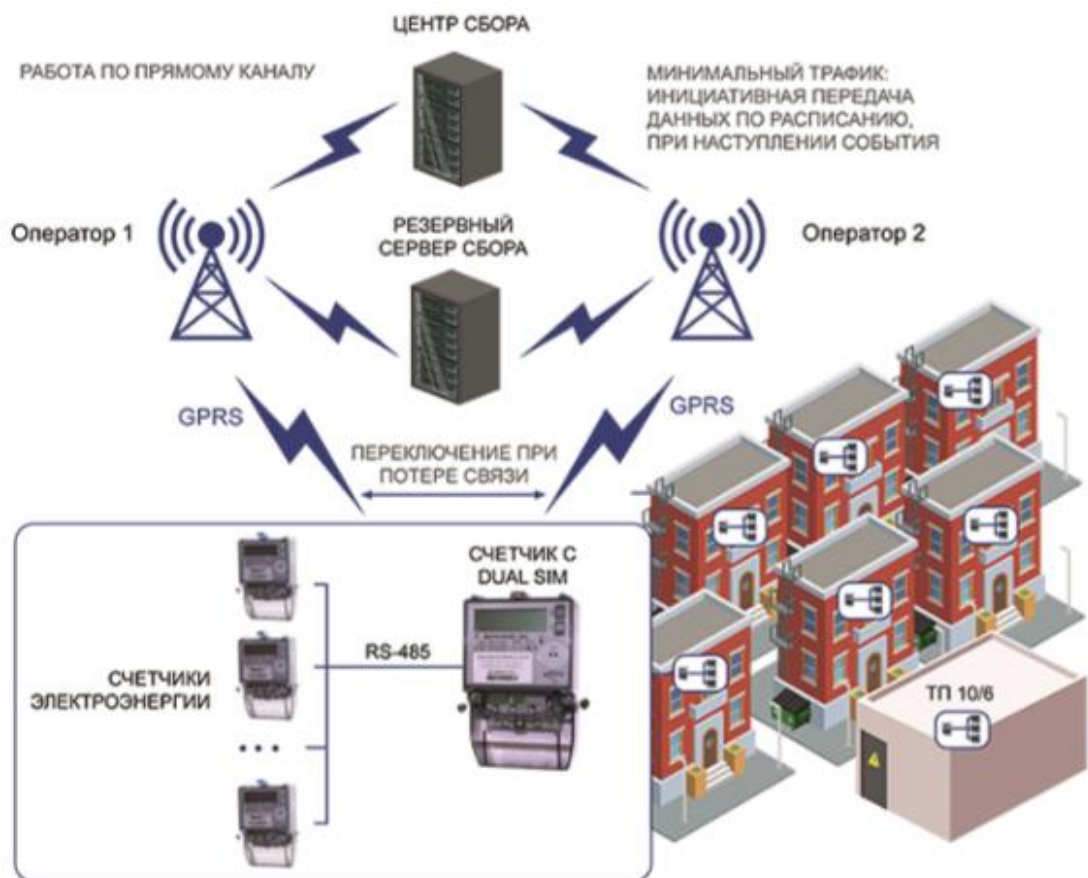 ЦЕНТР СБОРА
РАБОТА ПО ПРЯМОМУ КАНАЛУ
МИНИМАЛЬНЫЙ ТРАФИК:
ИНИЦИАТИВНАЯ ПЕРЕДАЧА
ДАННЫХ ПО РАСПИСАНИЮ,
ПРИ НАСТУПЛЕНИИ СОБЫТИЯ
Оператор 1
РЕЗЕРВНЫЙ
СЕРВЕР СБОРА
Оператор 2
GPRS
GPRS
ПЕРЕКЛЮЧЕНИЕ ПРИ
ПОТЕРЕ СВЯЗИ
СЧЕТЧИК С
DUAL SIM
RS-485
СЧЕТЧИКИ
ЭЛЕКТРОЭНЕРГИИ
...
ТП 10/6